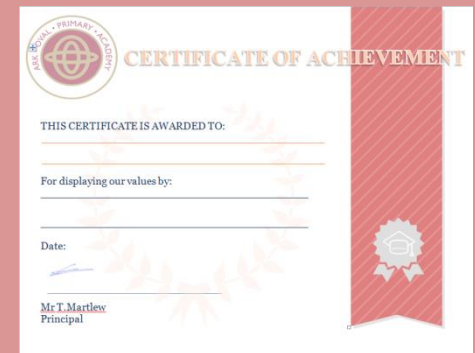 ARK ROYAL • PRIMARY • ACADEMY
CERTIFICATE OF ACHIEVEMENT
THIS CERTIFICATE IS AWARDED TO:
For displaying our values by:
Date:
Mr T.Martlew
Principal